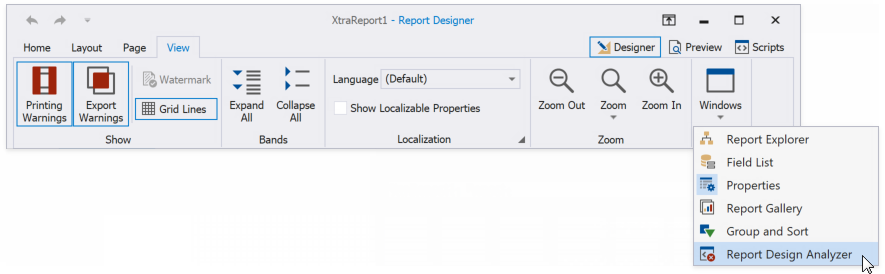 XtraReport1 - Report Designer
Home Layout Page View Designer Preview Scripts
Printing Warnings
Export Warnings
Watermark
Grid Lines
Show
Expand All
Collapse All
Bands
Language (Default)
Show Localizable Properties
Localization
Zoom Out Zoom Zoom In
Zoom
Windows
Report Explorer
Field List
Properties
Report Gallery
Group and Sort
Report Design Analyzer